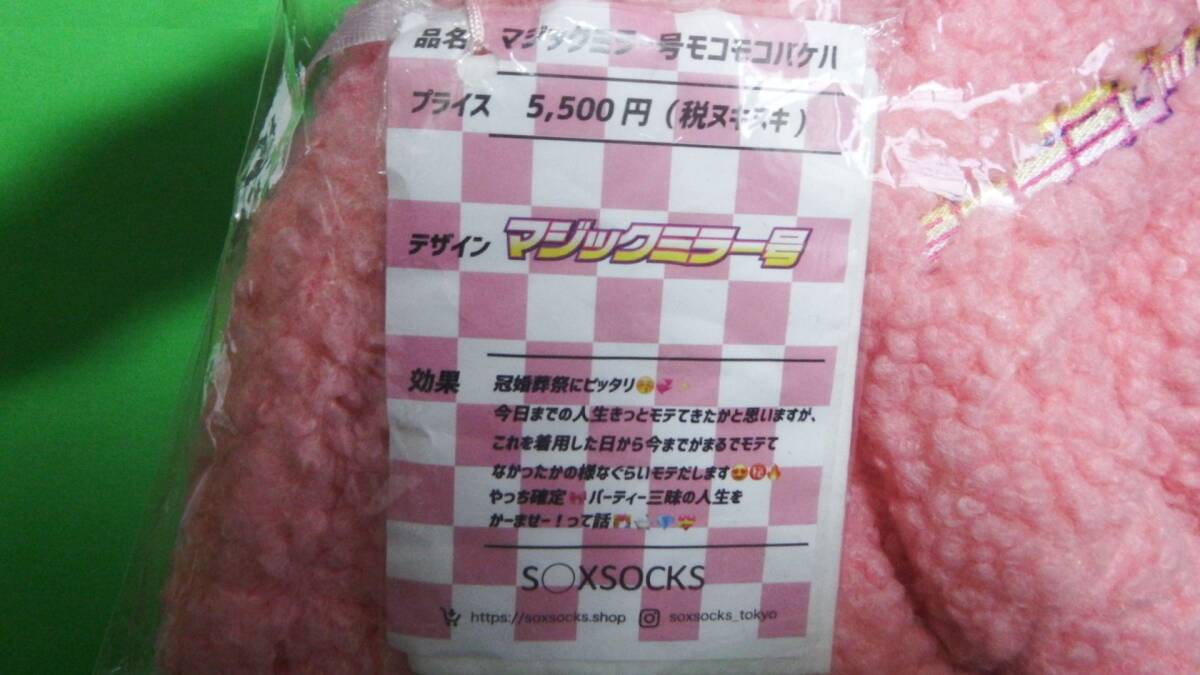 品名 マジックミラー号モコモコバケハ
プライス 5,500円(税ヌキヌキ)
デザイン マジックミラー号
効果 冠婚葬祭にピッタリ
今日までの人生きっとモテてきたかと思いますが、
これを着用した日から今までがまるでモテて
なかったかの様なぐらいモテだします😍🔞🔥
やっち確定 パーティー三昧の人生を
かーませー!って話
S○XSOCKS
https://soxsocks.shop soxsocks_tokyo